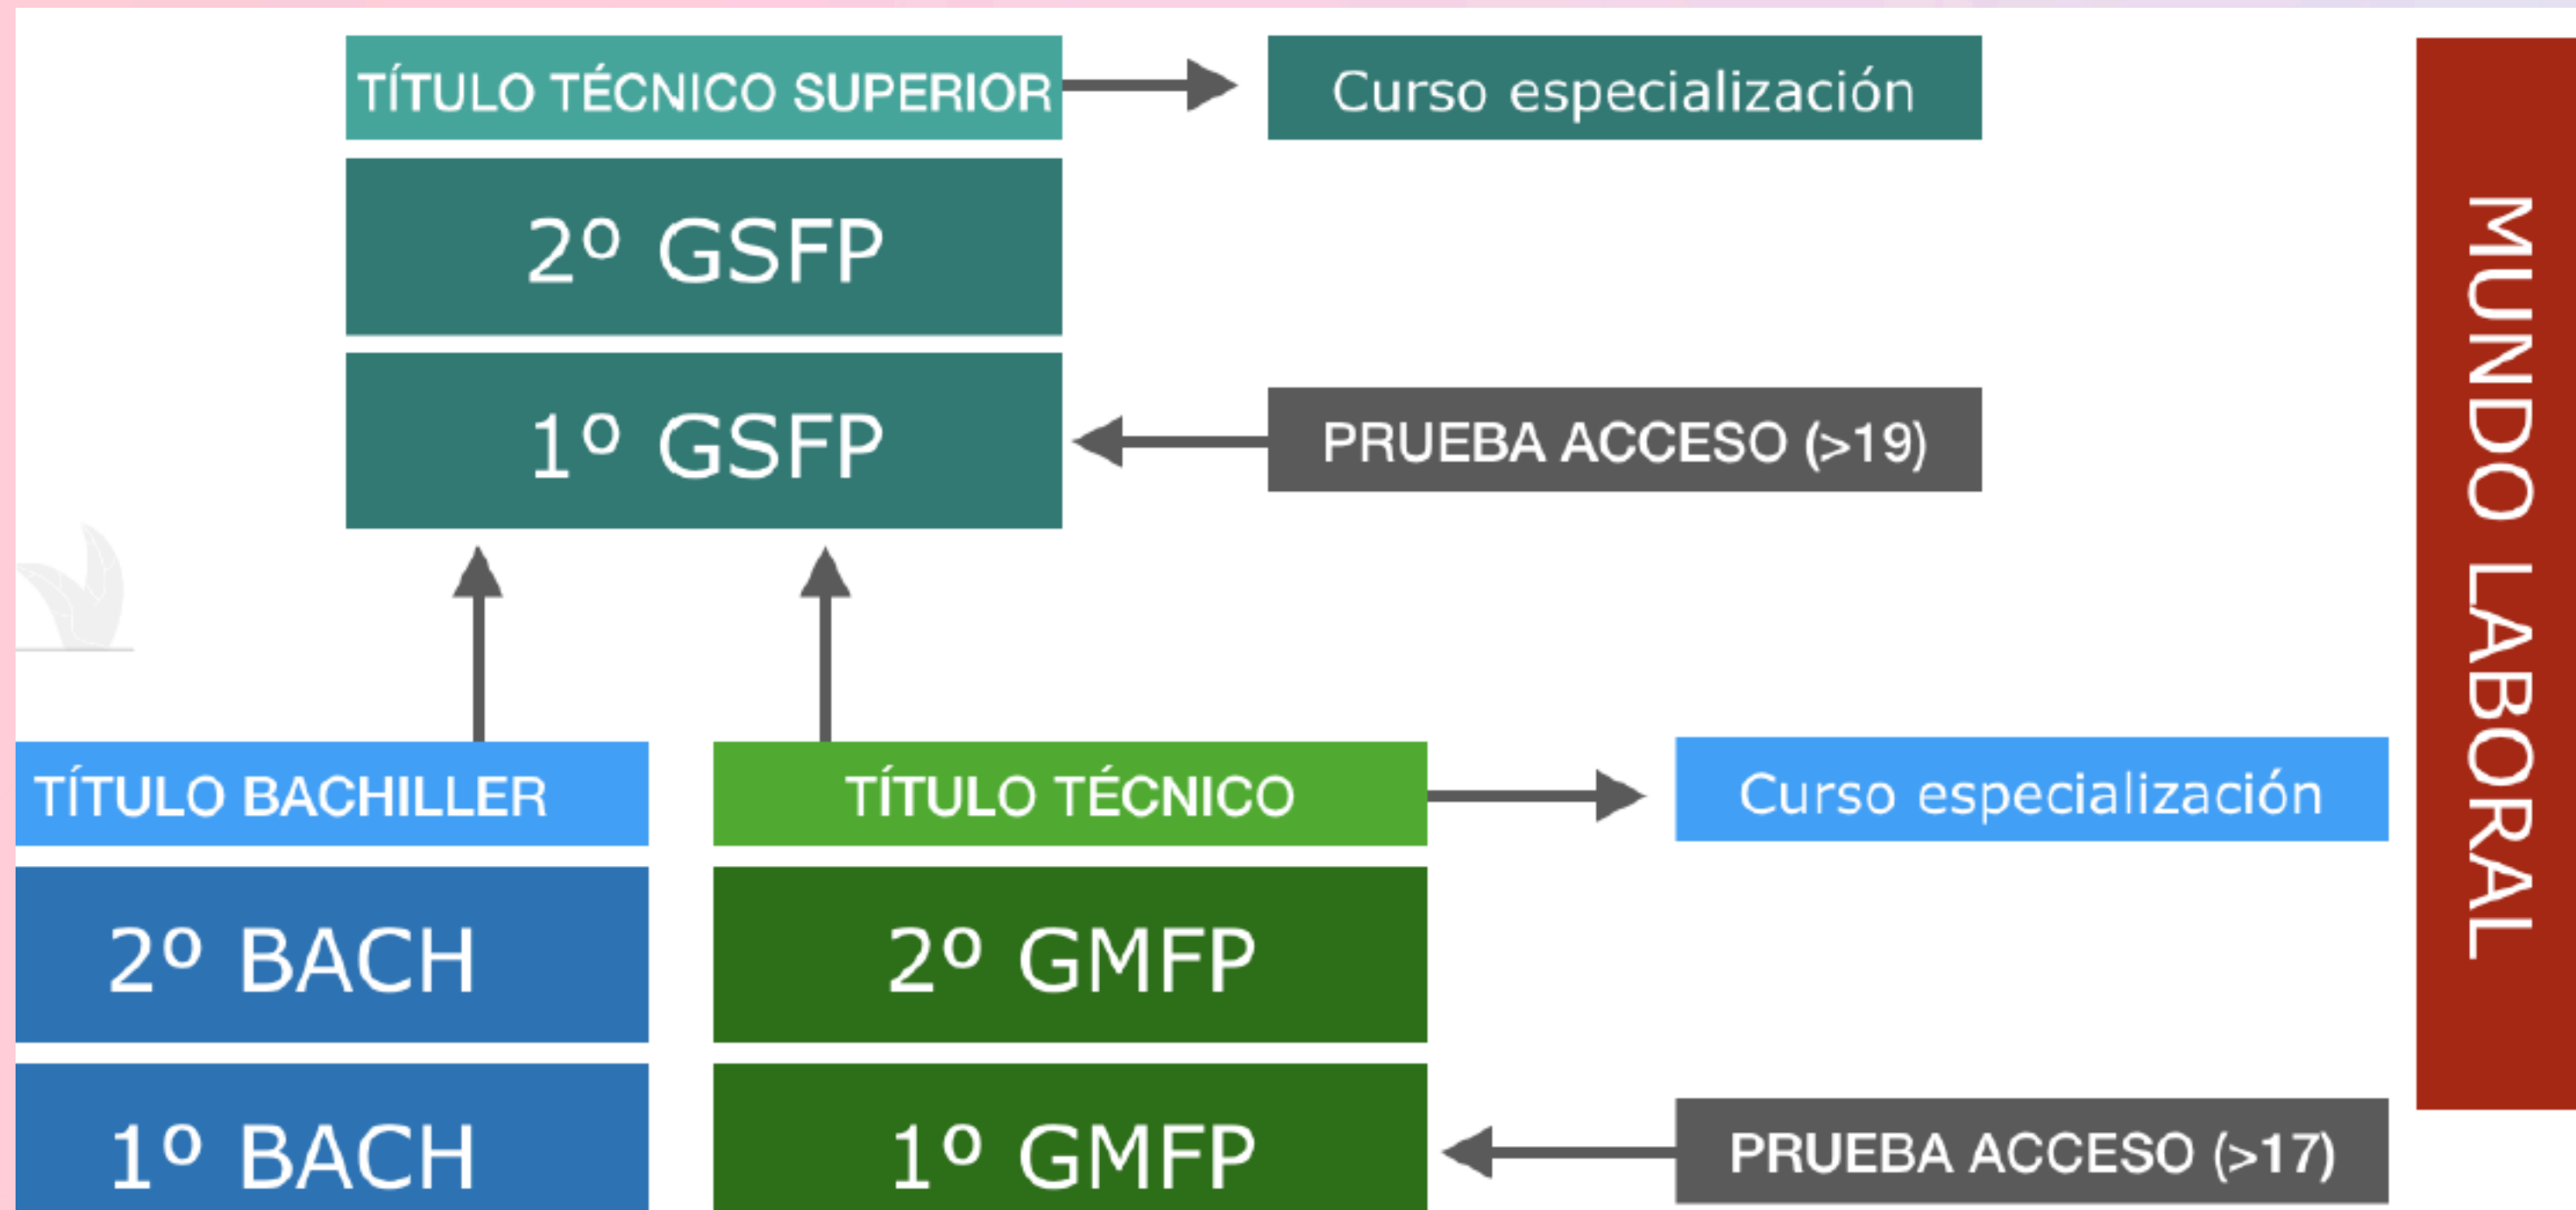 TÍTULO TÉCNICO SUPERIOR
Curso especialización
2º GSFP
1º GSFP
PRUEBA ACCESO (>19)
MUNDO LABORAL
TÍTULO BACHILLER
TÍTULO TÉCNICO
Curso especialización
2º BACH
2º GMFP
1º BACH
1º GMFP
PRUEBA ACCESO (>17)